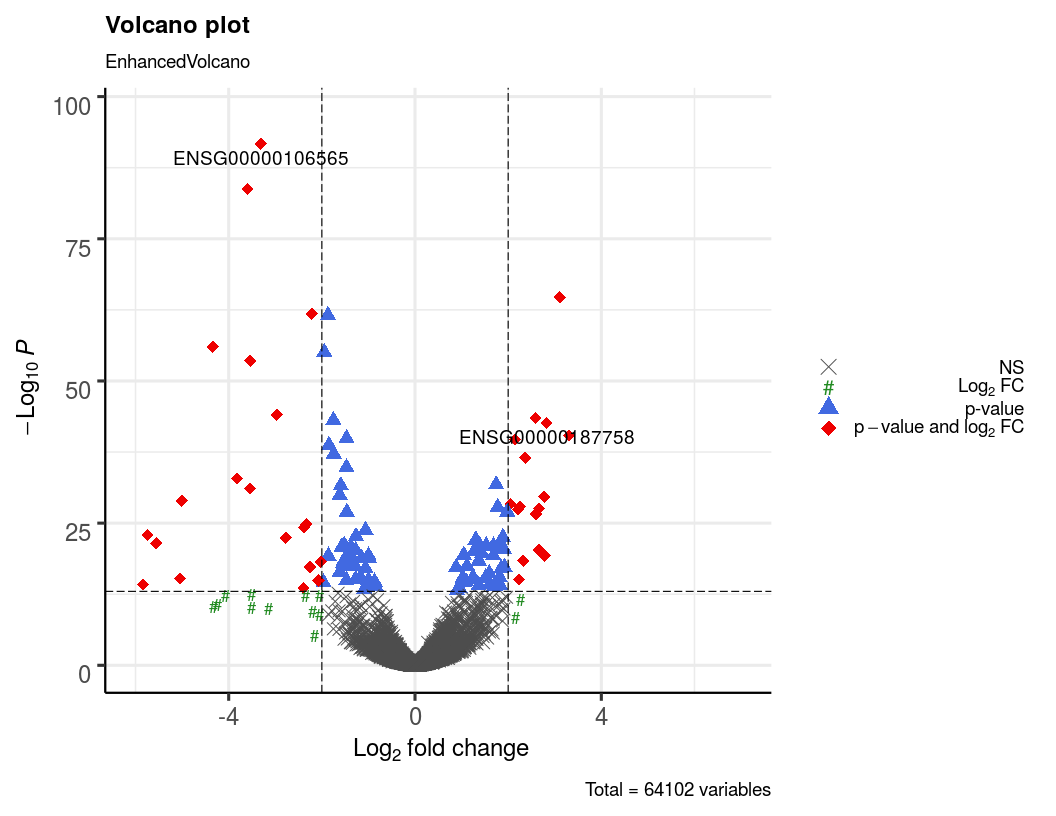 Volcano plot
EnhancedVolcano
100
75
50
25
0
−Log10 P
ENSG00000106565
ENSG00000187758
NS
# Log2 FC
p-value
p−value and log2 FC
-4 0 4
Log2 fold change
Total = 64102 variables